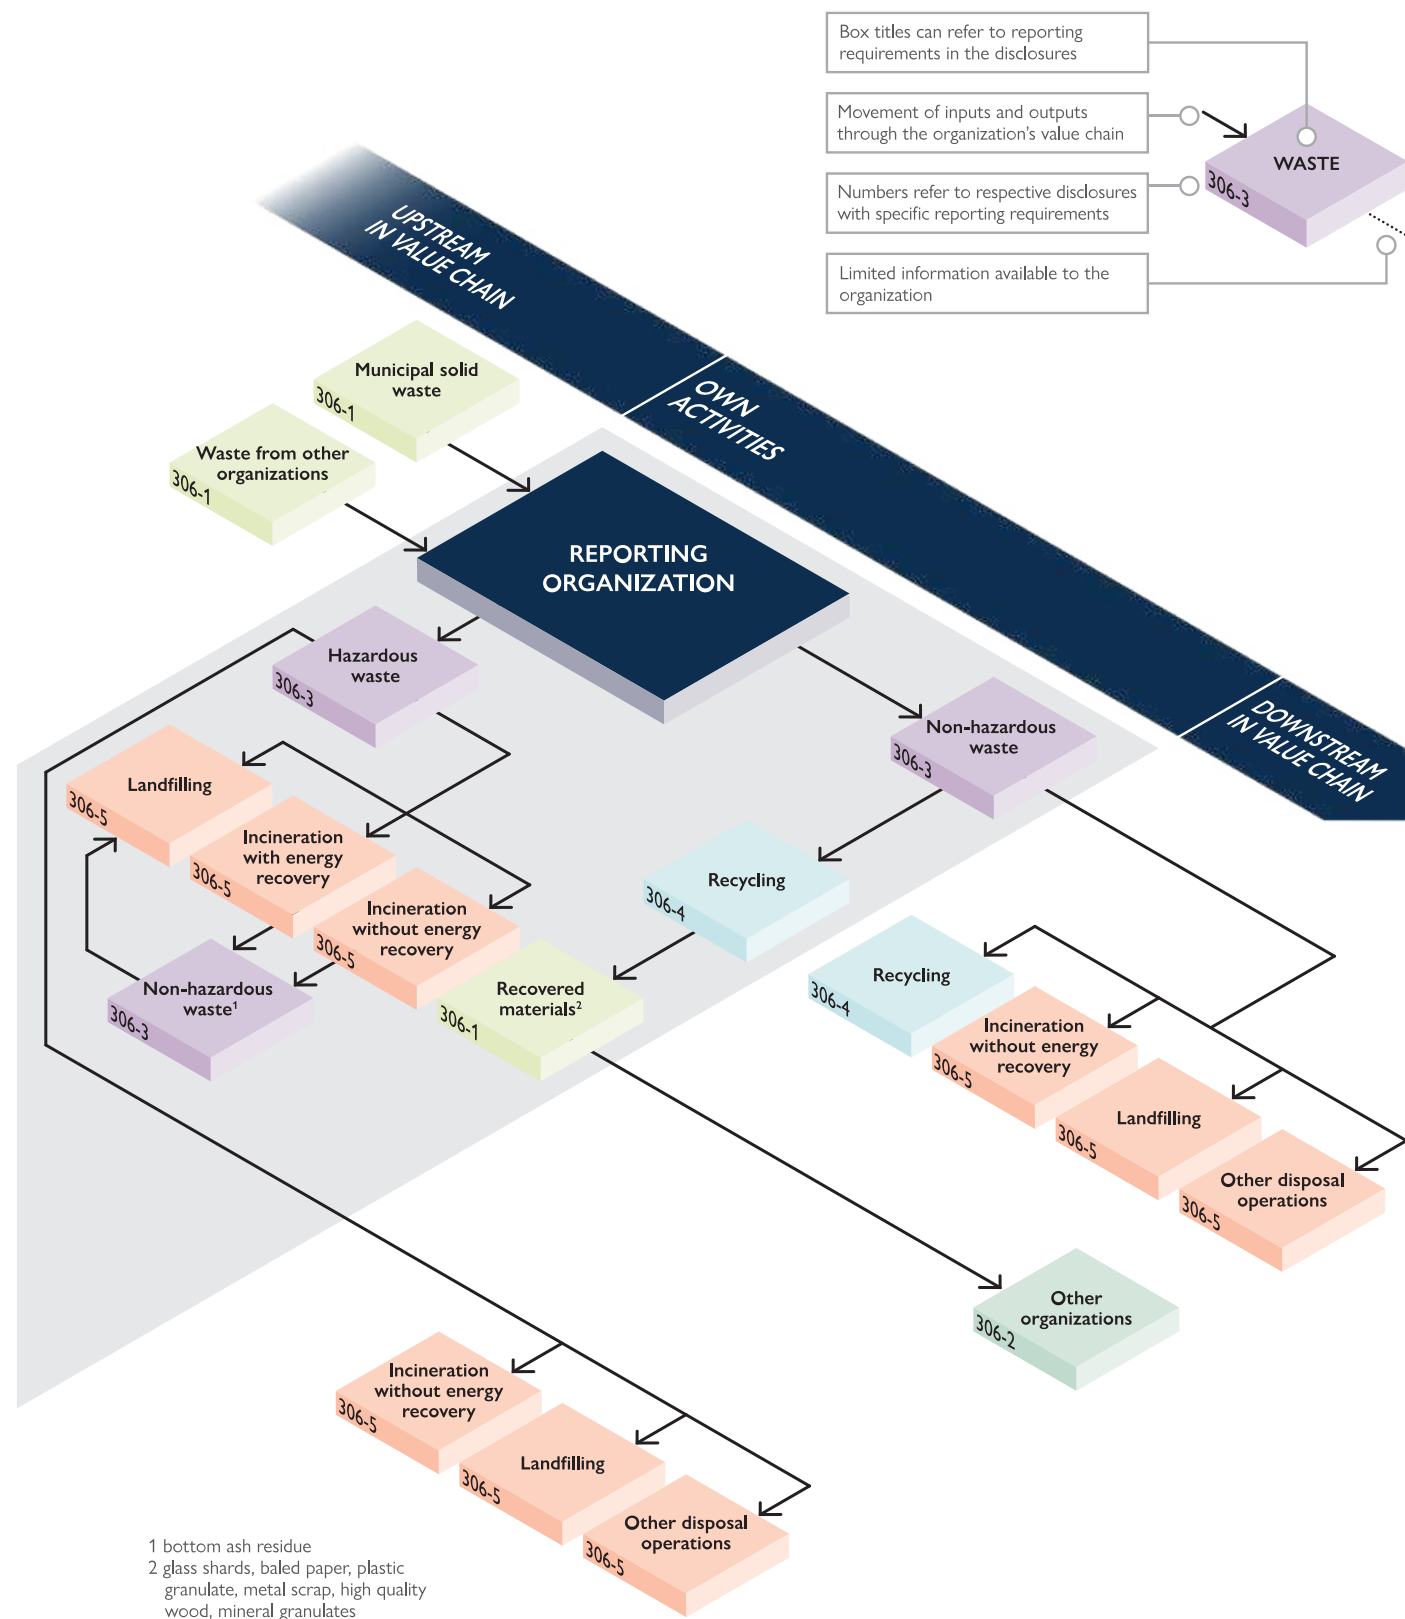 Box titles can refer to reporting
requirements in the disclosures
Movement of inputs and outputs
through the organization's value chain
Numbers refer to respective disclosures
with specific reporting requirements
Limited information available to the
organization
WASTE
306-3
UPSTREAM
IN VALUE CHAIN
OWN
ACTIVITIES
DOWNSTREAM
IN VALUE CHAIN
Municipal solid
waste
306-1
Waste from other
organizations
306-1
REPORTING
ORGANIZATION
Hazardous
waste
306-3
Non-hazardous
waste
306-3
Landfilling
306-5
Incineration
with energy
recovery
306-5
Incineration
without energy
recovery
306-5
Recycling
306-4
Non-hazardous
waste¹
306-3
Recovered
materials²
306-1
Recycling
306-4
Incineration
without energy
recovery
306-5
Landfilling
306-5
Other disposal
operations
306-5
Other
organizations
306-2
Incineration
without energy
recovery
306-5
Landfilling
306-5
Other disposal
operations
306-5
1 bottom ash residue
2 glass shards, baled paper, plastic
granulate, metal scrap, high quality
wood, mineral granulates